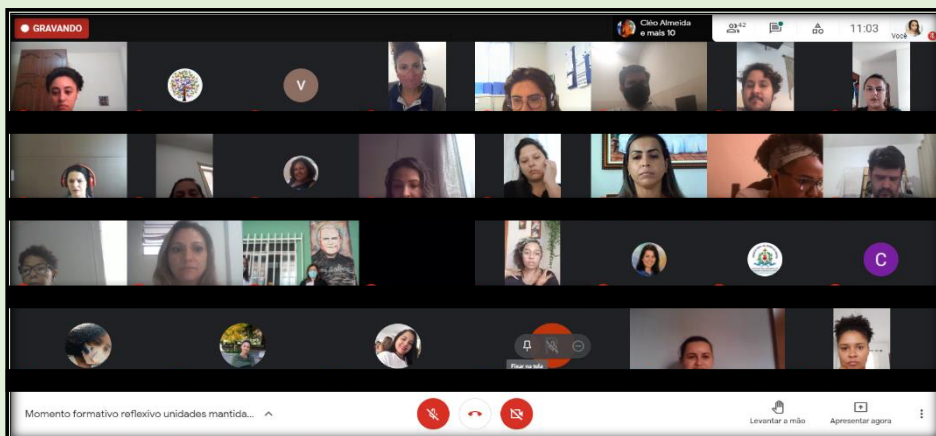 GRAVANDO
Cléo Almeida
e mais 10
42
11:03
Você
V
C
Fixar na tela
Momento formativo reflexivo unidades mantida...
Levantar a mão
Apresentar agora